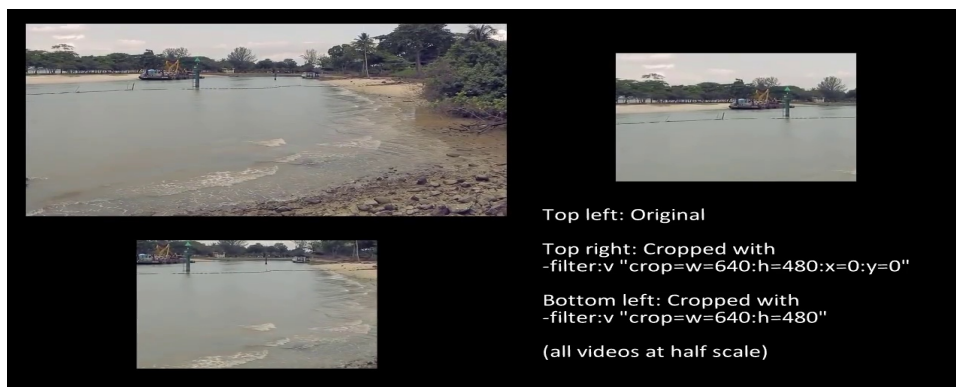 Top left: Original
Top right: Cropped with
-filter:v "crop=w=640:h=480:x=0:y=0"
Bottom left: Cropped with
-filter:v "crop=w=640:h=480"
(all videos at half scale)